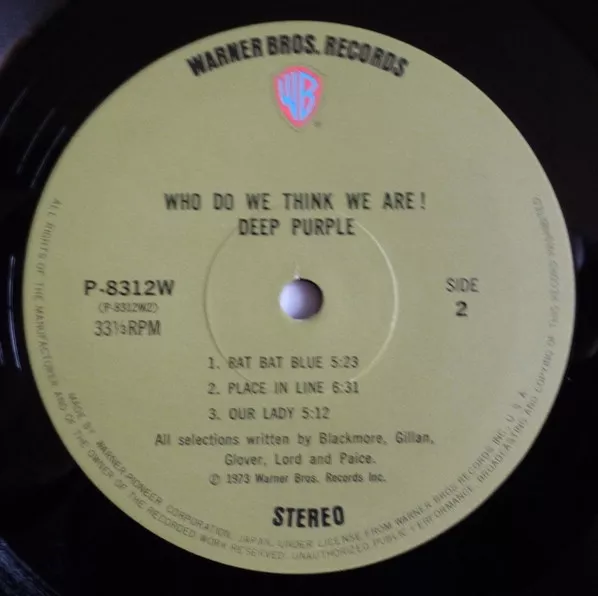 WARNER BROS. RECORDS
WB
WHO DO WE THINK WE ARE!
DEEP PURPLE
P-8312W
(P-8312W2)
33⅓RPM
SIDE
2
1. BAT BAT BLUE 5:23
2. PLACE IN LINE 6:31
3. OUR LADY 5:12
All selections written by Blackmore, Gillan,
Glover, Lord and Paice.
℗ 1973 Warner Bros. Records Inc.
STEREO
MADE BY WARNER-PIONEER CORPORATION, JAPAN, UNDER LICENSE FROM WARNER BROS RECORDS INC., U.S.A.
ALL RIGHTS OF THE MANUFACTURER AND OF THE OWNER OF THE RECORDED WORK RESERVED. UNAUTHORIZED PUBLIC PERFORMANCE, BROADCASTING AND COPYING OF THIS RECORD PROHIBITED